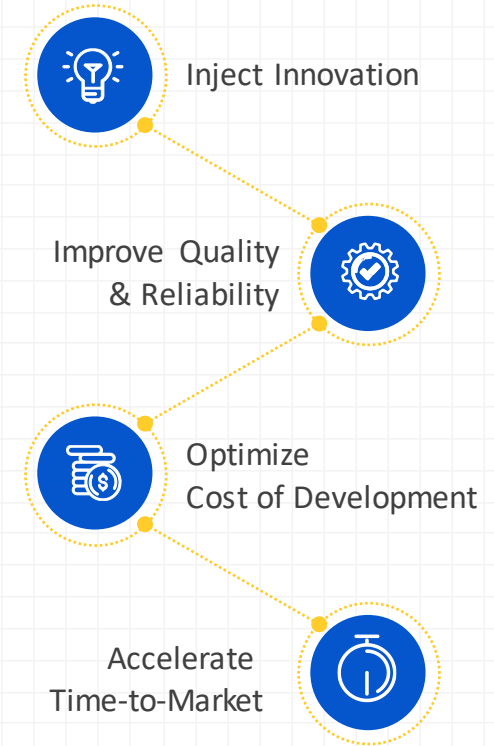 Inject Innovation
Improve Quality
& Reliability
Optimize
Cost of Development
$
Accelerate
Time-to-Market